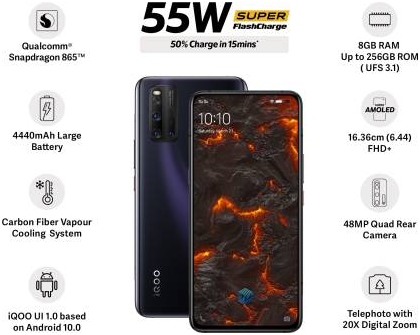 55W SUPER
FlashCharge
50% Charge in 15mins*
Qualcomm®
Snapdragon 865™
4440mAh Large
Battery
Carbon Fiber Vapour
Cooling System
iQOO UI 1.0 based
on Android 10.0
iQOO
10:10
8GB RAM
Up to 256GB ROM
( UFS 3.1)
AMOLED
16.36cm (6.44)
FHD+
48MP Quad Rear
Camera
Telephoto with
20X Digital Zoom